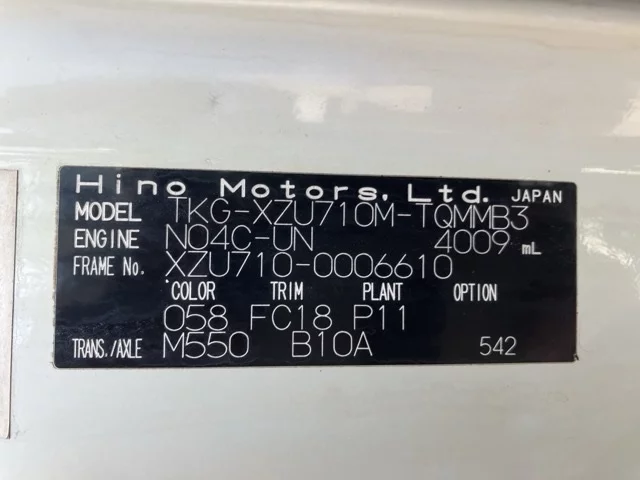 Hino Motors, Ltd. JAPAN
MODEL TKG-XZU710M-TQMMB3
ENGINE N04C-UN 4009 mL
FRAME No. XZU710-0006610
COLOR TRIM PLANT OPTION
058 FC18 P11
TRANS./AXLE M550 B10A 542